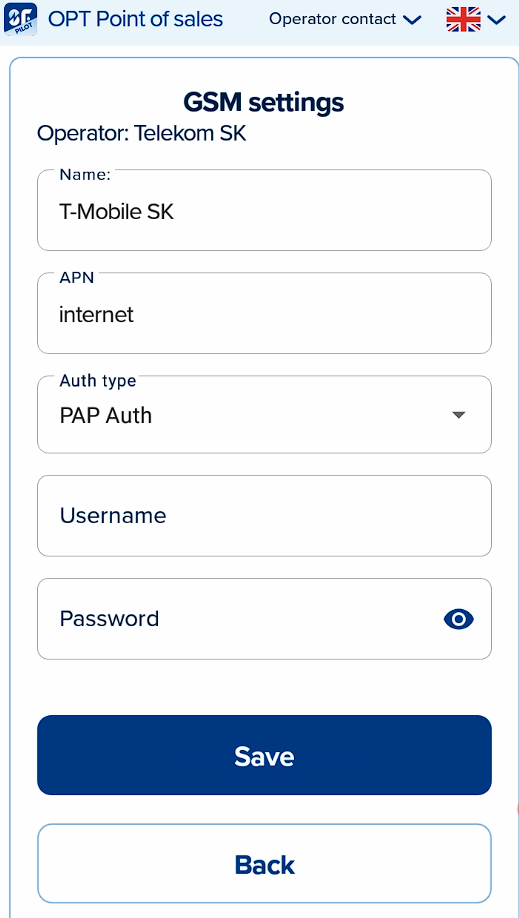 PILOT
OPT Point of sales
Operator contact
GSM settings
Operator: Telekom SK
Name:
T-Mobile SK
APN
internet
Auth type
PAP Auth
Username
Password
Save
Back